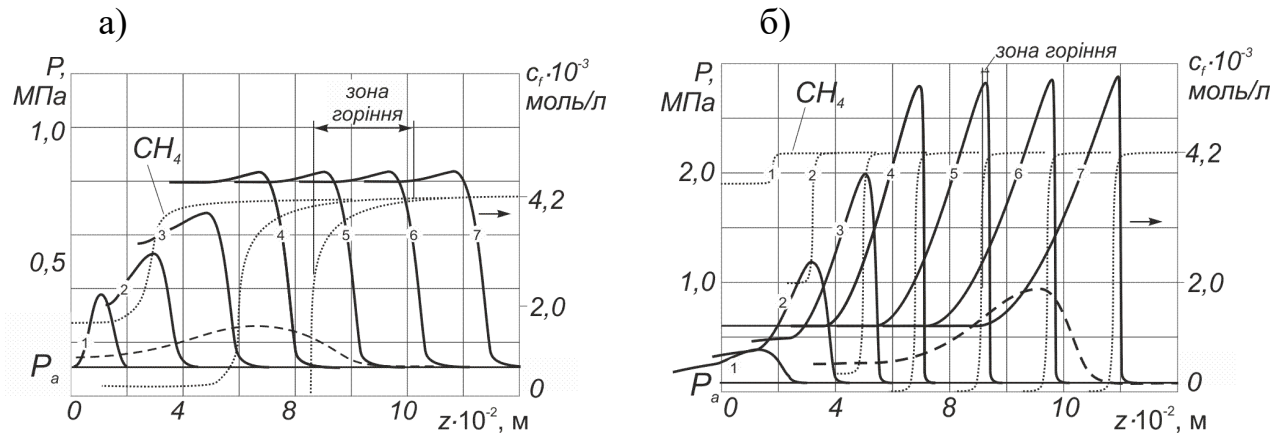 а)
P,
МПа
1,0
0,5
Pₐ
CH₄
зона
горіння
c_f·10⁻³
моль/л
4,2
2,0
0
1
2
3
4
5
6
7
0
4
8
10
z·10⁻², м
б)
P,
МПа
2,0
1,0
Pₐ
CH₄
зона горіння
c_f·10⁻³
моль/л
4,2
2,0
0
1
2
1
2
3
4
5
6
7
0
4
8
10
z·10⁻², м